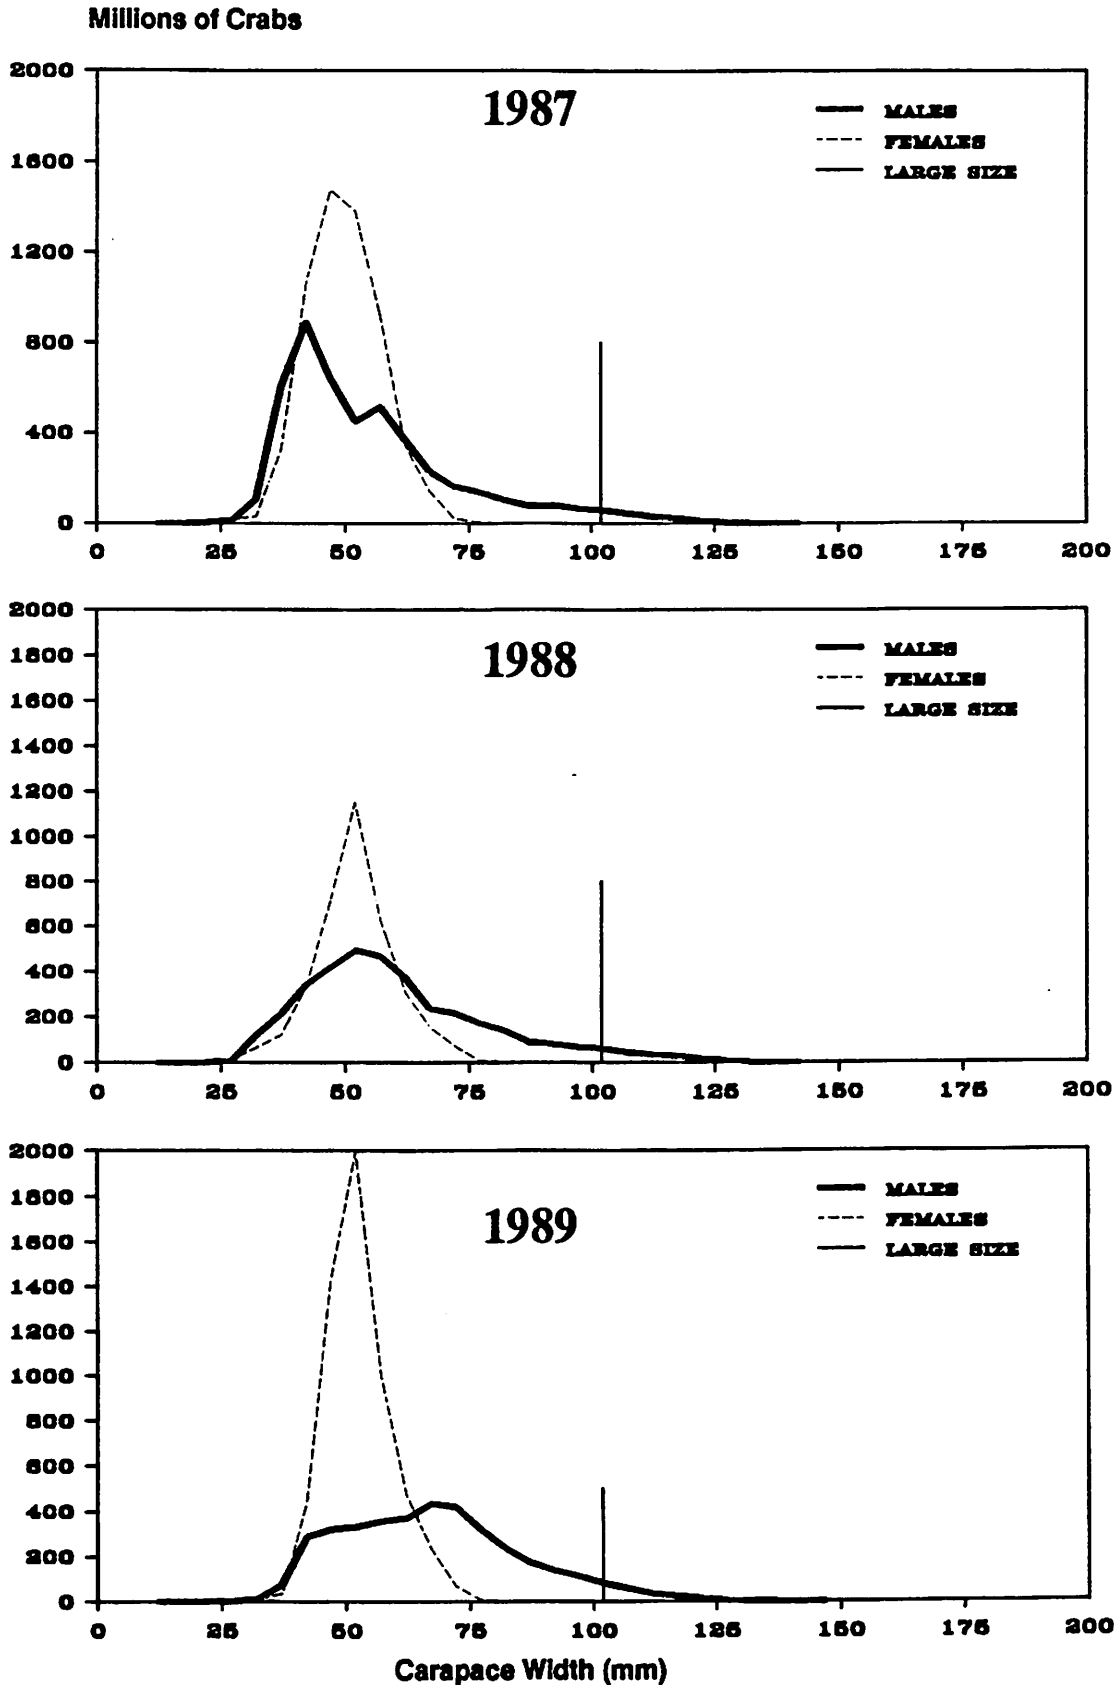 Millions of Crabs
1987
MALES
FEMALES
LARGE SIZE
2000
1600
1200
800
400
0
0 25 50 75 100 125 150 175 200
1988
MALES
FEMALES
LARGE SIZE
2000
1800
1600
1400
1200
1000
800
600
400
200
0
0 25 50 75 100 125 150 175 200
1989
MALES
FEMALES
LARGE SIZE
2000
1800
1600
1400
1200
1000
800
600
400
200
0
0 25 50 75 100 125 150 175 200
Carapace Width (mm)